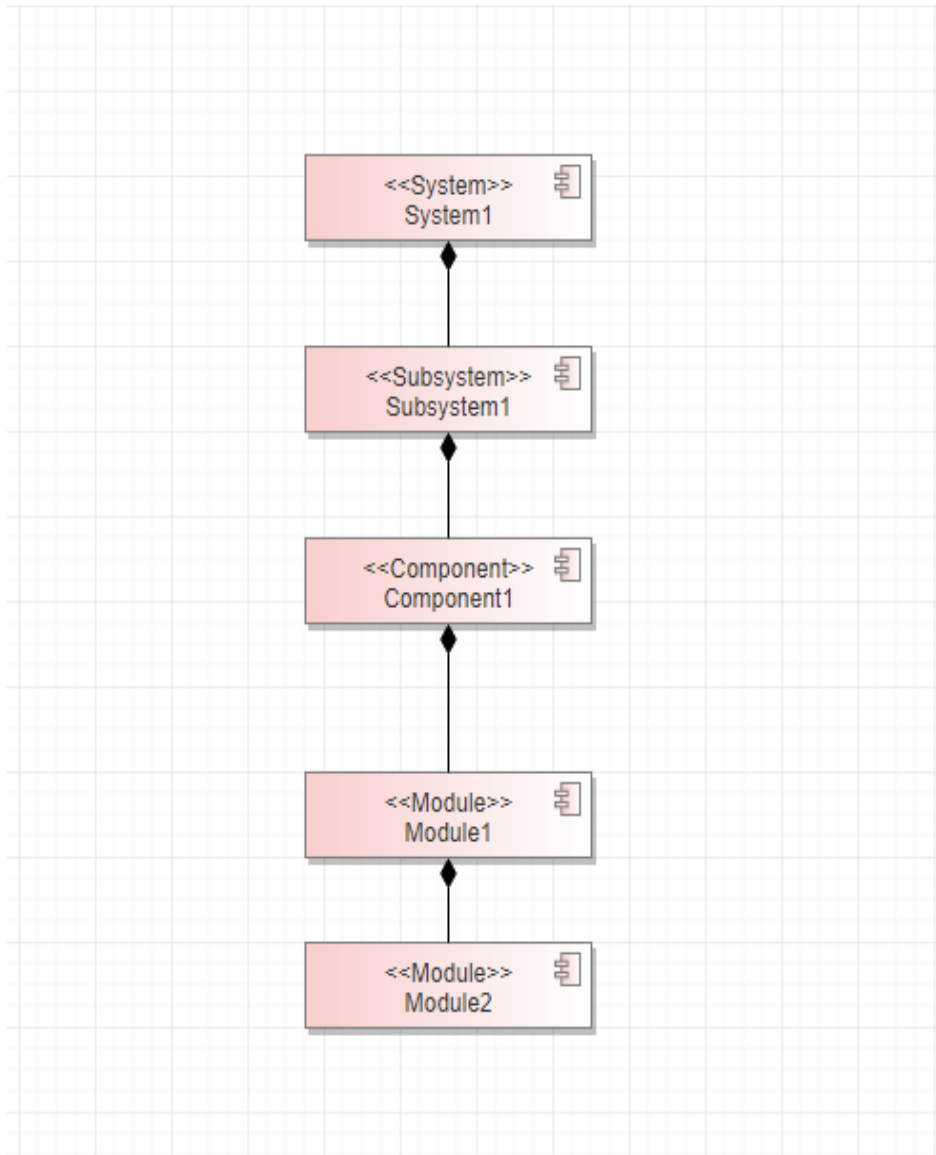 <<System>>
System1
<<Subsystem>>
Subsystem1
<<Component>>
Component1
<<Module>>
Module1
<<Module>>
Module2